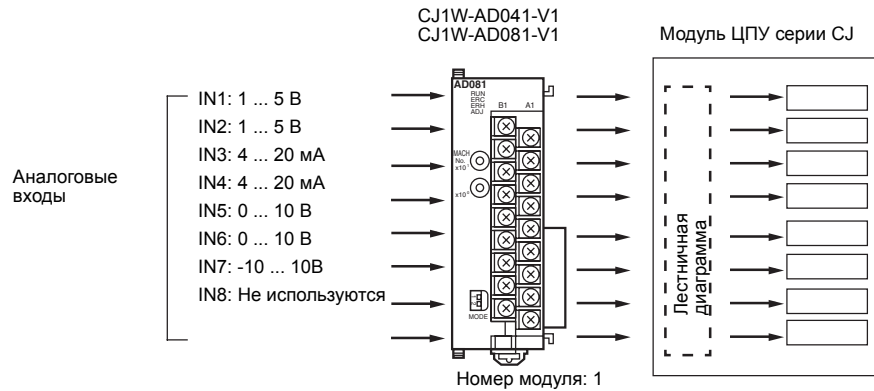 CJ1W-AD041-V1
CJ1W-AD081-V1
Модуль ЦПУ серии CJ
Аналоговые
входы
IN1: 1 ... 5 В
IN2: 1 ... 5 В
IN3: 4 ... 20 мА
IN4: 4 ... 20 мА
IN5: 0 ... 10 В
IN6: 0 ... 10 В
IN7: -10 ... 10В
IN8: Не используются
AD081
RUN
ERC
ERH
ADJ
B1 A1
MACH
No.
x10¹
x10⁰
1
2
MODE
Лестничная
диаграмма
Номер модуля: 1